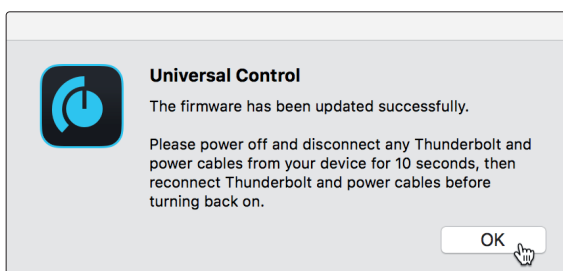 Universal Control
The firmware has been updated successfully.
Please power off and disconnect any Thunderbolt and
power cables from your device for 10 seconds, then
reconnect Thunderbolt and power cables before
turning back on.
OK